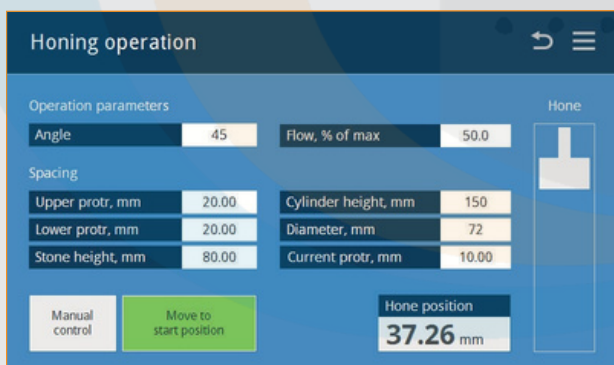 Honing operation
Operation parameters
Hone
Angle 45
Flow, % of max 50.0
Spacing
Upper protr, mm 20.00
Cylinder height, mm 150
Lower protr, mm 20.00
Diameter, mm 72
Stone height, mm 80.00
Current protr, mm 10.00
Manual
control
Move to
start position
Hone position
37.26 mm